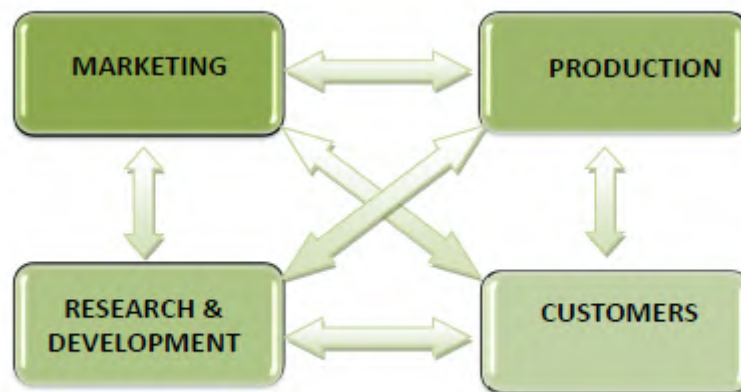 MARKETING
PRODUCTION
RESEARCH &
DEVELOPMENT
CUSTOMERS